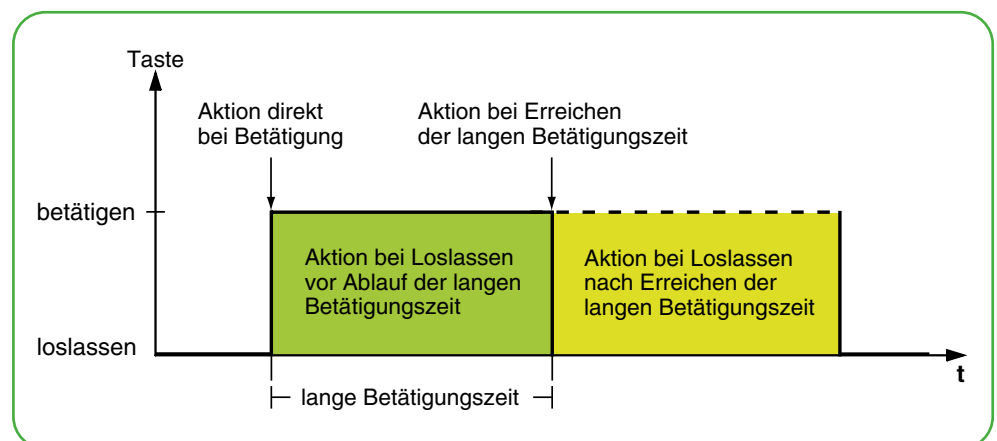 Taste
Aktion direkt
bei Betätigung
Aktion bei Erreichen
der langen Betätigungszeit
betätigen
Aktion bei Loslassen
vor Ablauf der langen
Betätigungszeit
Aktion bei Loslassen
nach Erreichen der
langen Betätigungszeit
loslassen
t
lange Betätigungszeit